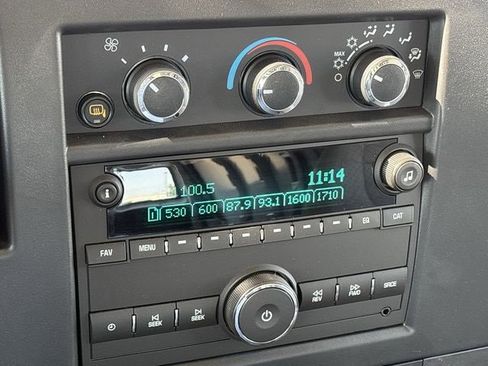 MAX
100.5
11:14
1 530 600 87.9 93.1 1600 1710
i
FAV MENU EQ CAT
SEEK SEEK REV FWD SRCE